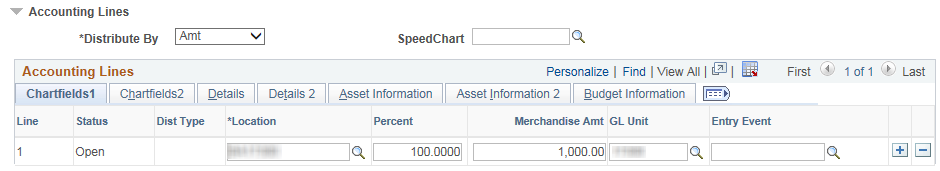 Accounting Lines
*Distribute By Amt SpeedChart
Accounting Lines Personalize | Find | View All | | First 1 of 1 Last
Chartfields1 Chartfields2 Details Details 2 Asset Information Asset Information 2 Budget Information
Line Status Dist Type *Location Percent Merchandise Amt GL Unit Entry Event
1 Open 100.0000 1,000.00